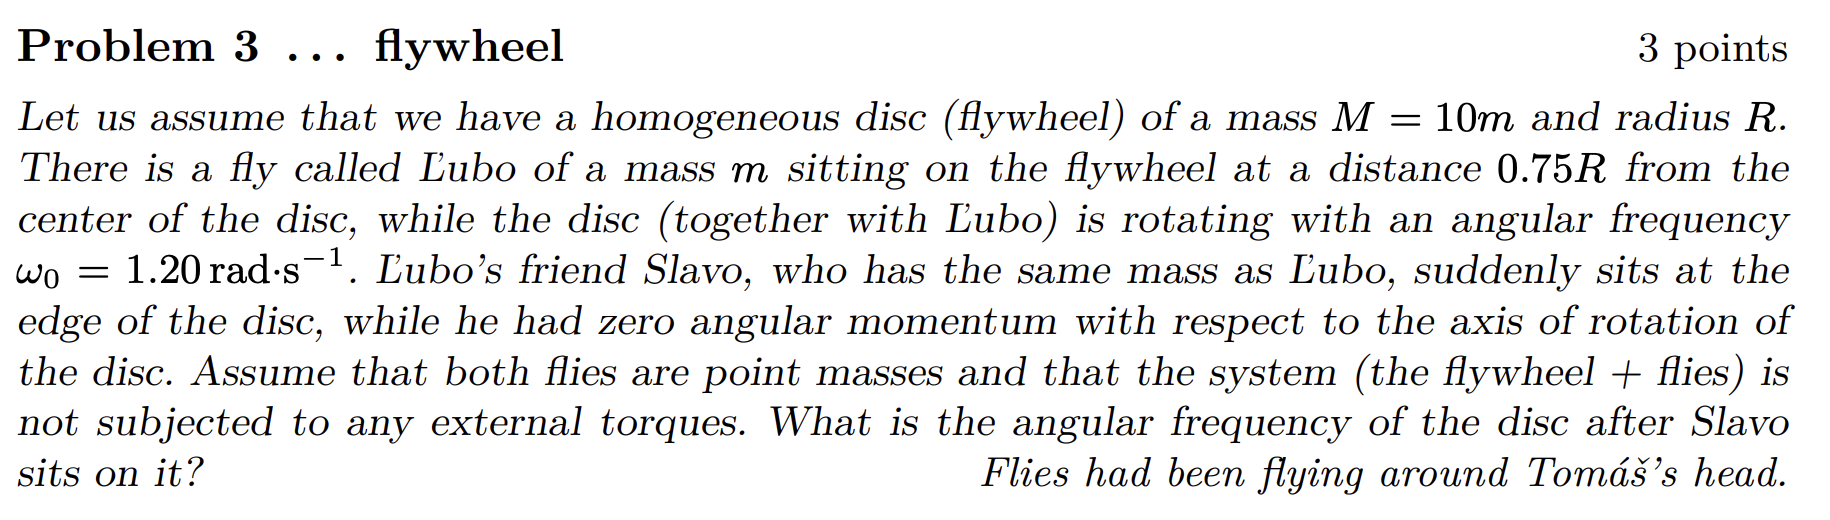 Problem 3 ... flywheel 3 points
Let us assume that we have a homogeneous disc (flywheel) of a mass M = 10m and radius R.
There is a fly called Ľubo of a mass m sitting on the flywheel at a distance 0.75R from the
center of the disc, while the disc (together with Ľubo) is rotating with an angular frequency
ω₀ = 1.20 rad·s⁻¹. Ľubo's friend Slavo, who has the same mass as Ľubo, suddenly sits at the
edge of the disc, while he had zero angular momentum with respect to the axis of rotation of
the disc. Assume that both flies are point masses and that the system (the flywheel + flies) is
not subjected to any external torques. What is the angular frequency of the disc after Slavo
sits on it? Flies had been flying around Tomáš's head.